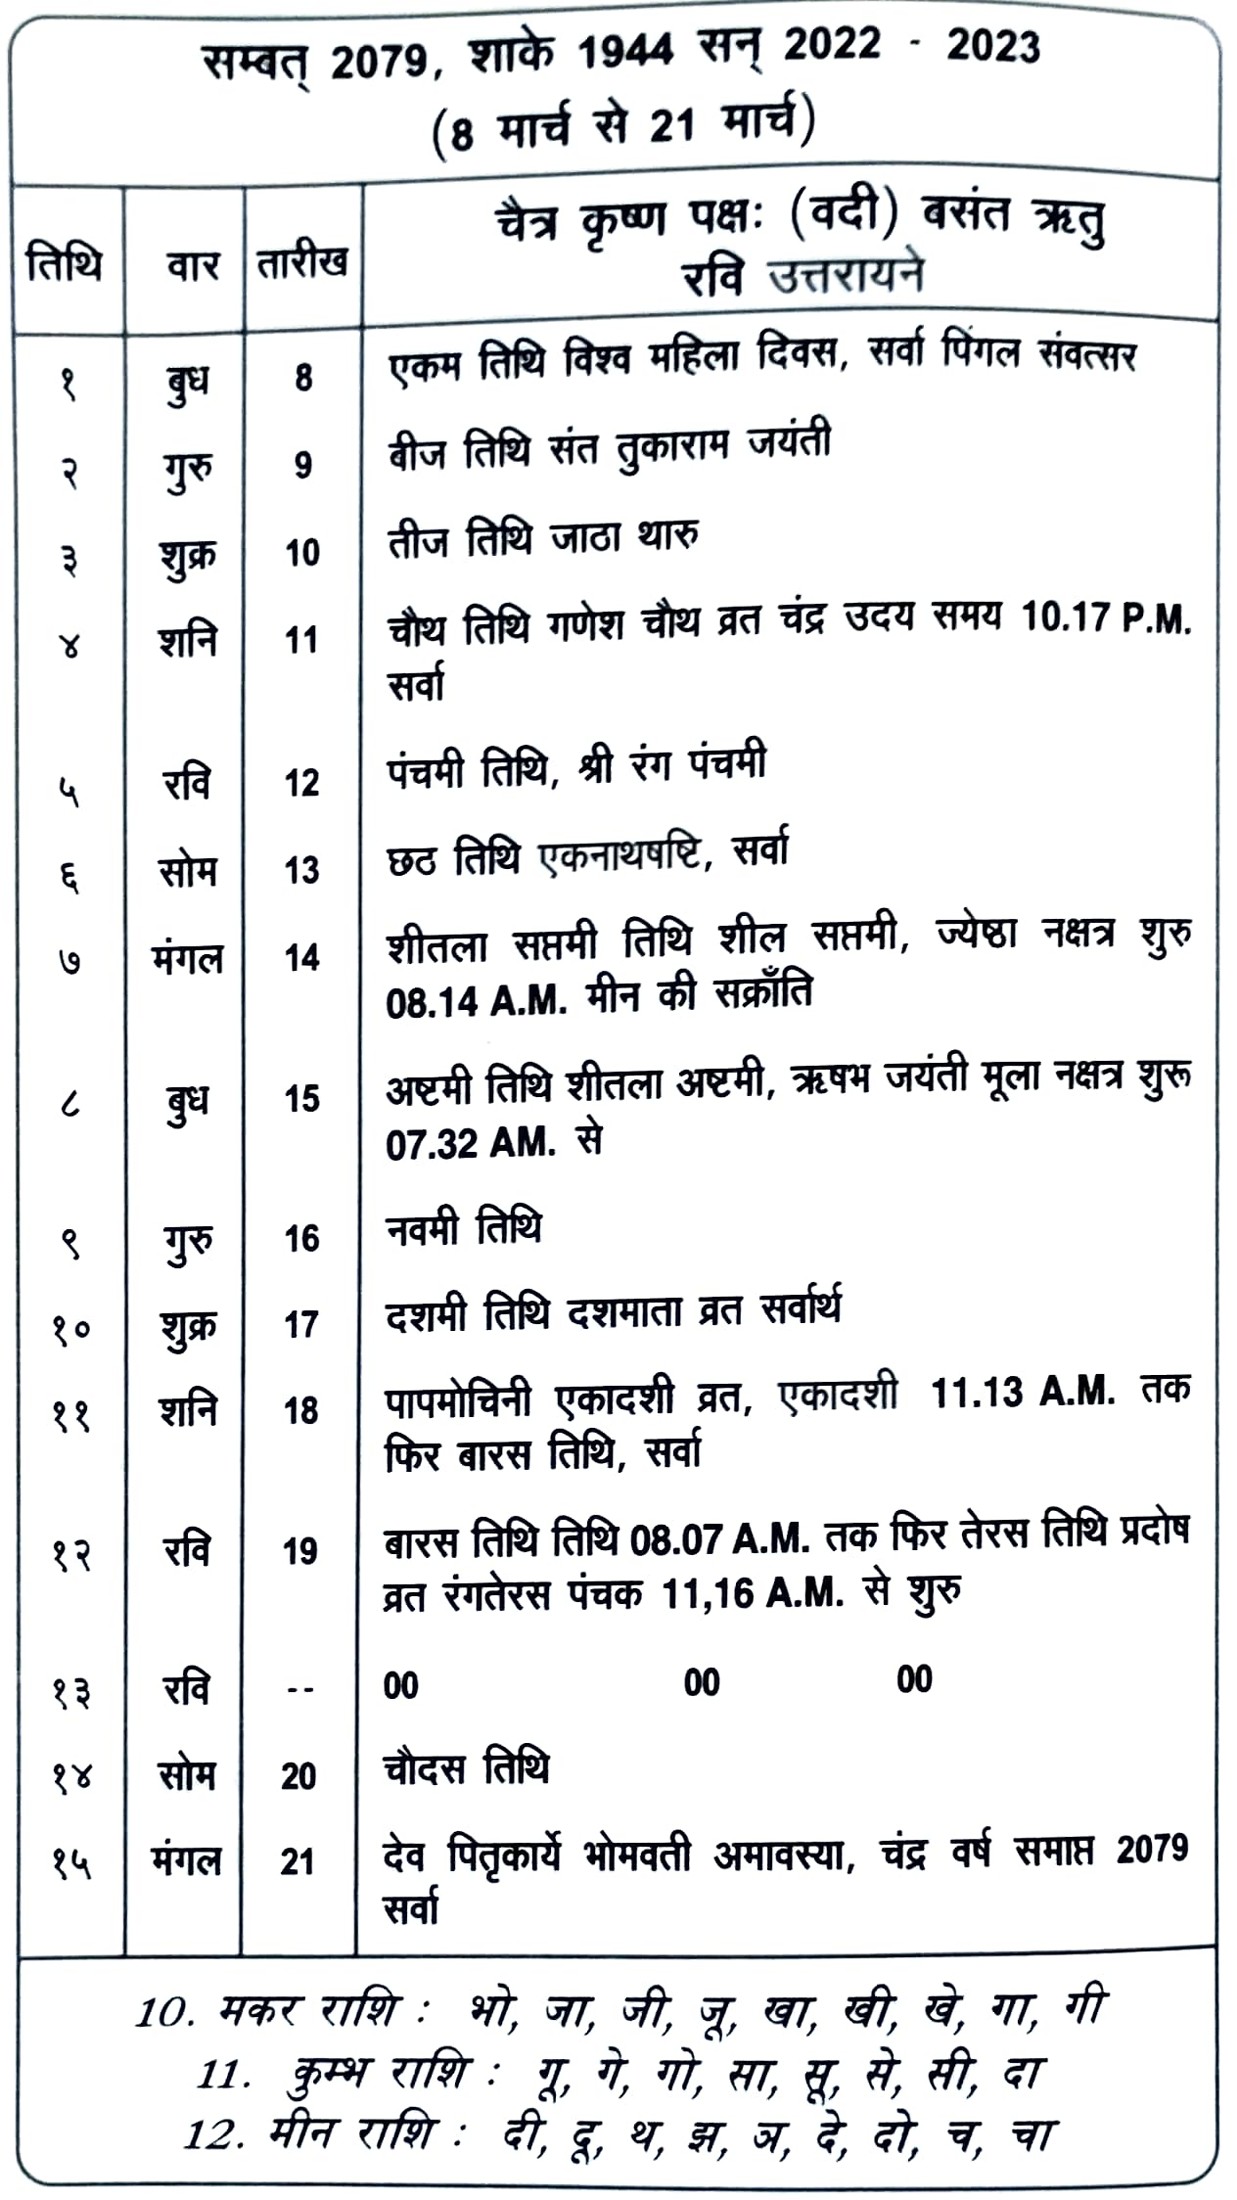 सम्बत् 2079, शाके 1944 सन् 2022 - 2023
(8 मार्च से 21 मार्च)
तिथि वार तारीख चैत्र कृष्ण पक्षः (वदी) बसंत ऋतु
रवि उत्तरायने
१ बुध 8 एकम तिथि विश्व महिला दिवस, सर्वा पिंगल संवत्सर
२ गुरु 9 बीज तिथि संत तुकाराम जयंती
३ शुक्र 10 तीज तिथि जाठा थारु
४ शनि 11 चौथ तिथि गणेश चौथ व्रत चंद्र उदय समय 10.17 P.M.
सर्वा
५ रवि 12 पंचमी तिथि, श्री रंग पंचमी
६ सोम 13 छठ तिथि एकनाथषष्टि, सर्वा
७ मंगल 14 शीतला सप्तमी तिथि शील सप्तमी, ज्येष्ठा नक्षत्र शुरु
08.14 A.M. मीन की सक्राँति
८ बुध 15 अष्टमी तिथि शीतला अष्टमी, ऋषभ जयंती मूला नक्षत्र शुरू
07.32 AM. से
९ गुरु 16 नवमी तिथि
१० शुक्र 17 दशमी तिथि दशमाता व्रत सर्वार्थ
११ शनि 18 पापमोचिनी एकादशी व्रत, एकादशी 11.13 A.M. तक
फिर बारस तिथि, सर्वा
१२ रवि 19 बारस तिथि तिथि 08.07 A.M. तक फिर तेरस तिथि प्रदोष
व्रत रंगतेरस पंचक 11,16 A.M. से शुरु
१३ रवि -- 00 00 00
१४ सोम 20 चौदस तिथि
१५ मंगल 21 देव पितृकार्ये भोमवती अमावस्या, चंद्र वर्ष समाप्त 2079
सर्वा
10. मकर राशि : भो, जा, जी, जू, खा, खी, खे, गा, गी
11. कुम्भ राशि : गू, गे, गो, सा, सू, से, सी, दा
12. मीन राशि : दी, दू, थ, झ, ञ, दे, दो, च, चा